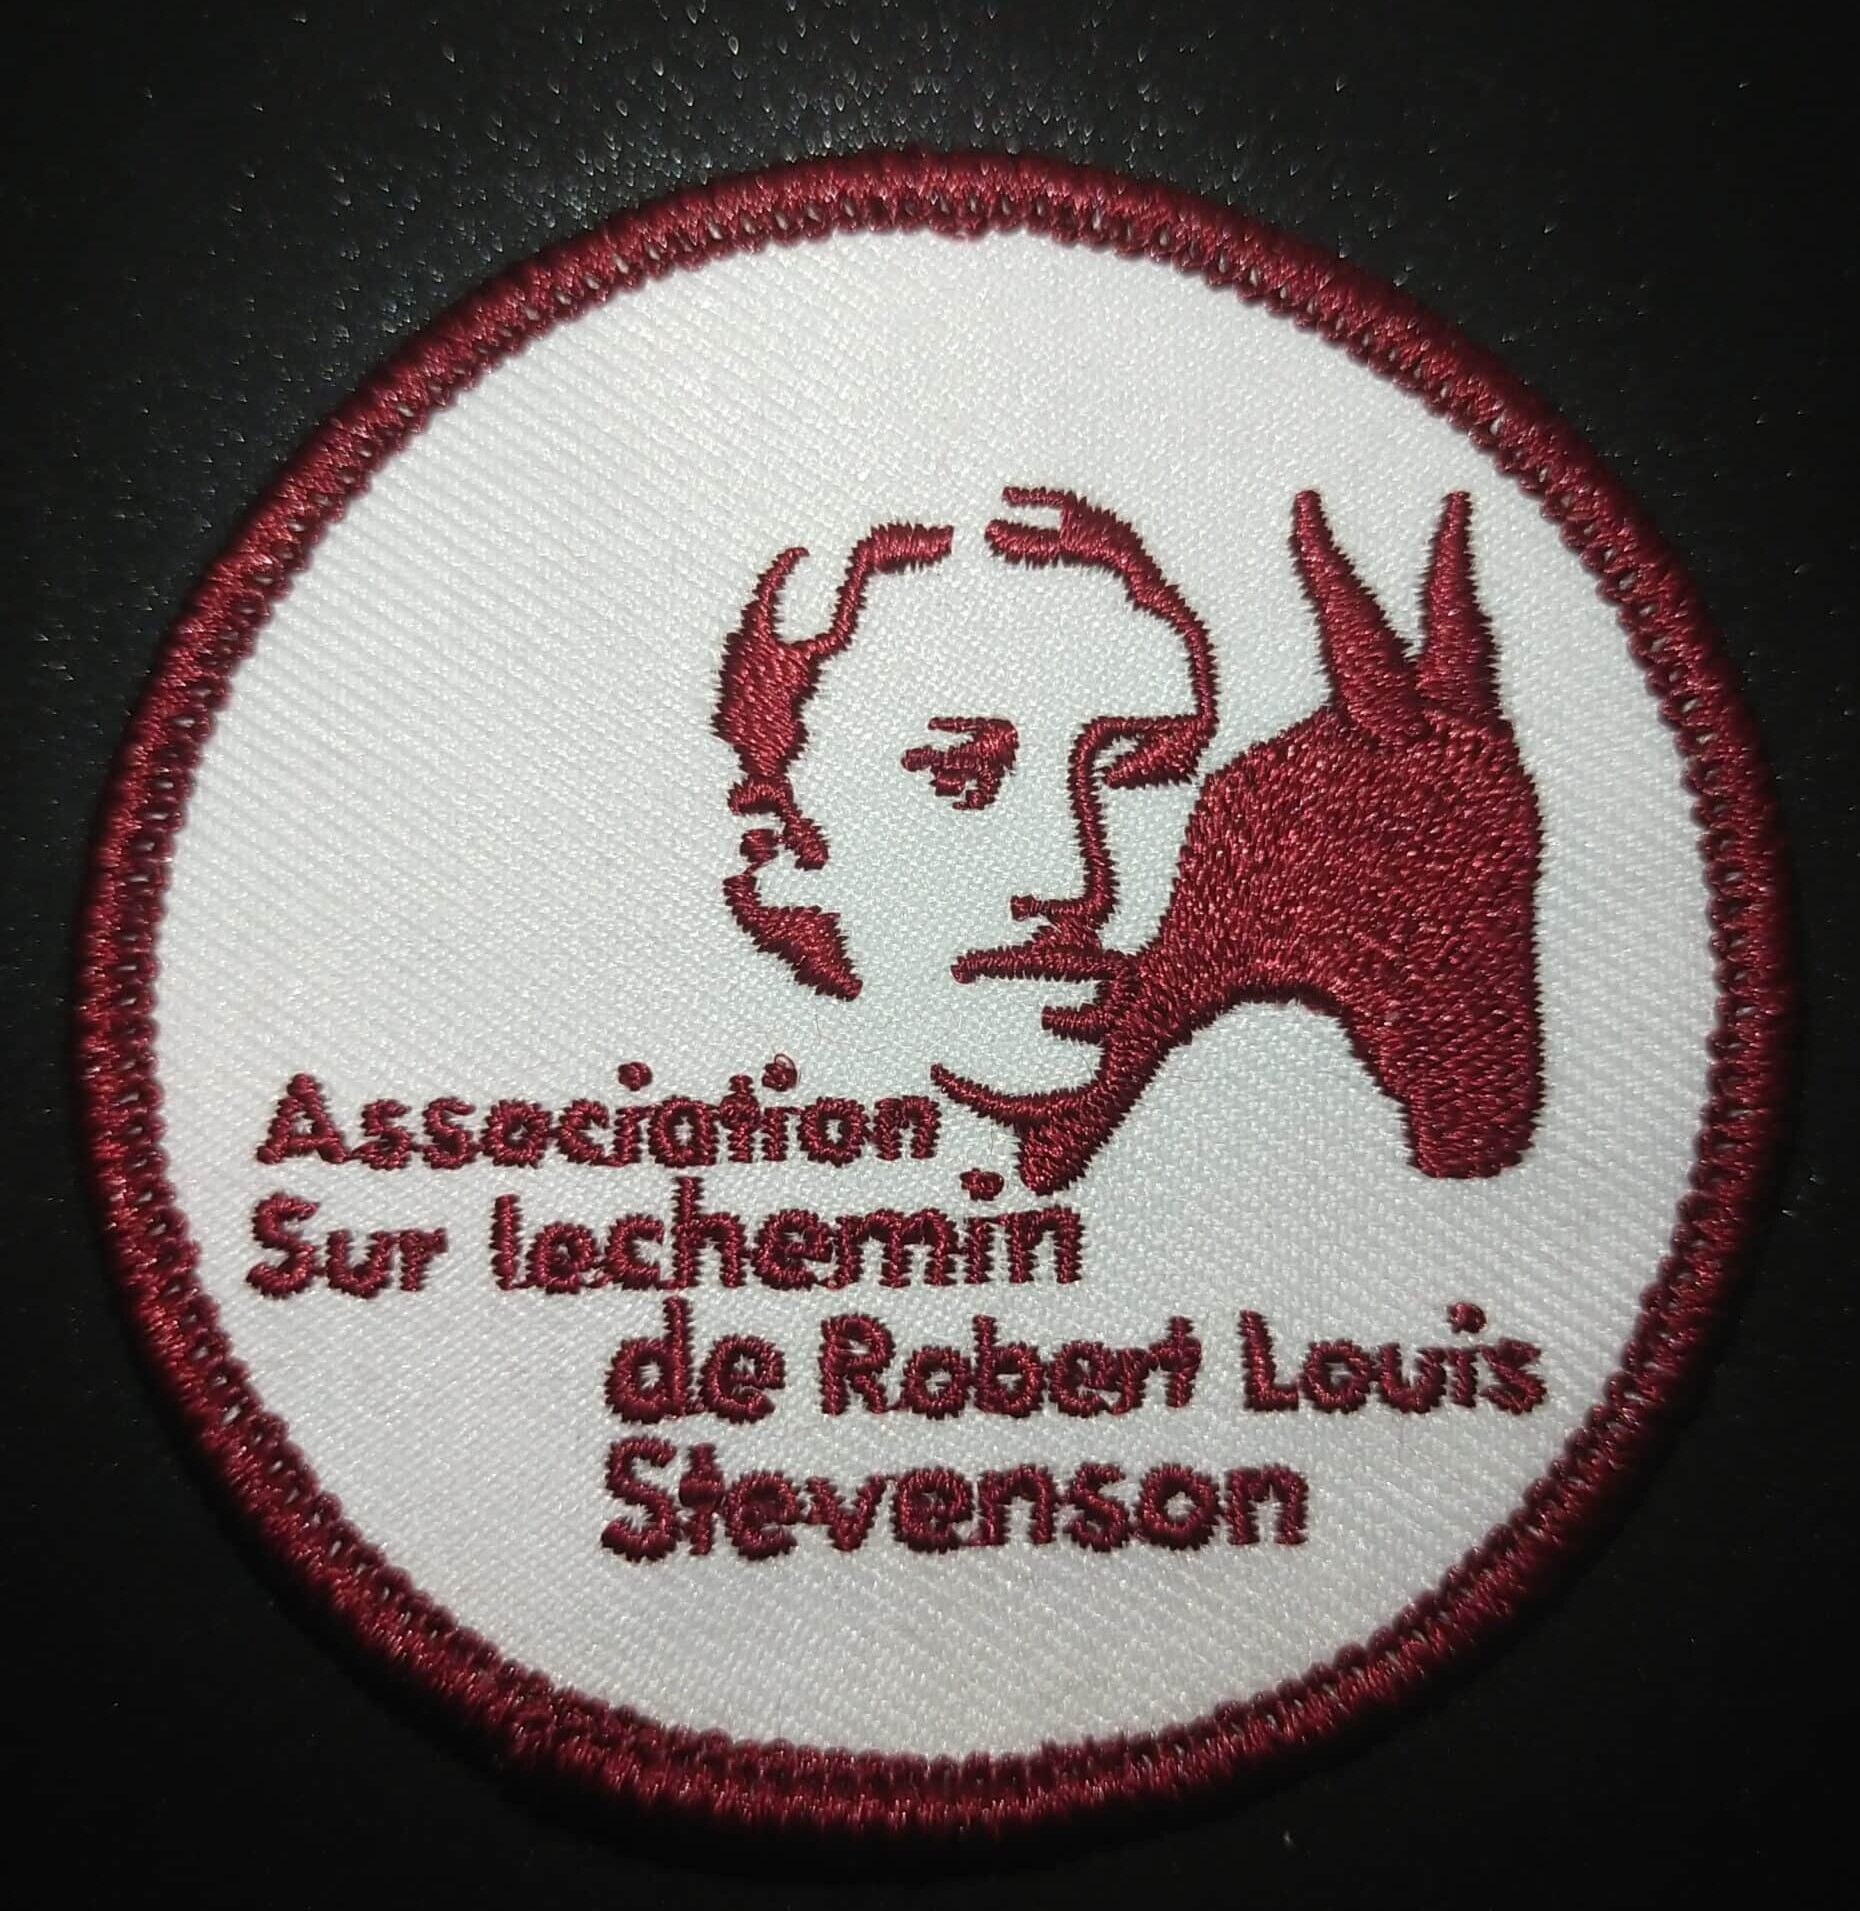 Association
Sur lechemin
de Robert Louis
Stevenson